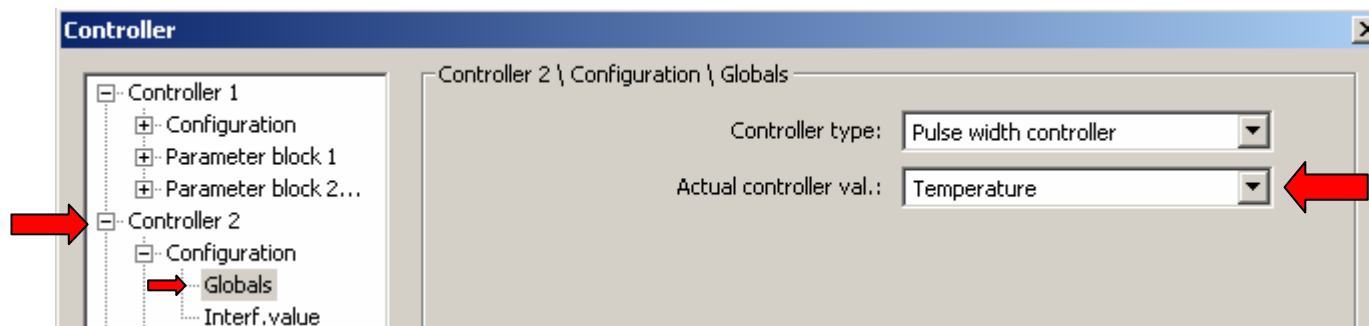 Controller
Controller 1
Configuration
Parameter block 1
Parameter block 2...
Controller 2
Configuration
Globals
Interf.value
Controller 2 \ Configuration \ Globals
Controller type: Pulse width controller
Actual controller val.: Temperature